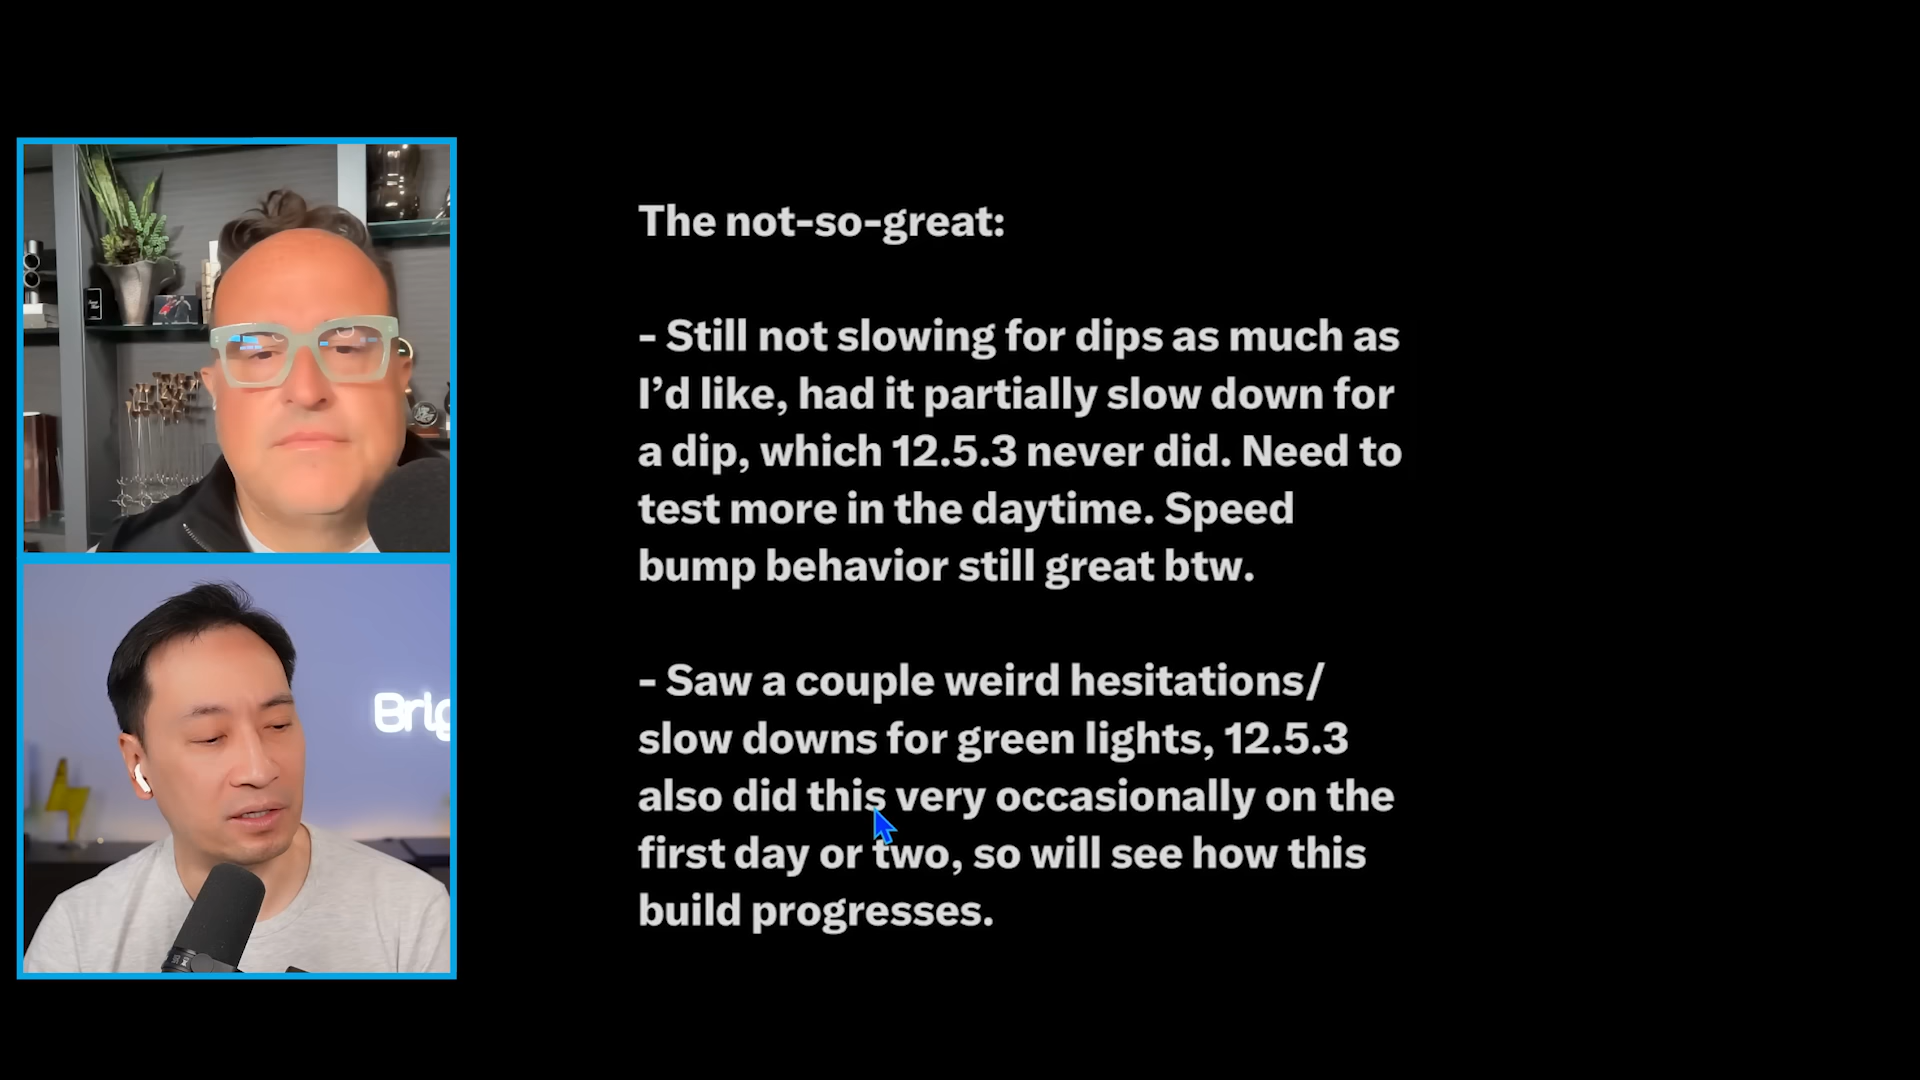 The not-so-great:
- Still not slowing for dips as much as
I’d like, had it partially slow down for
a dip, which 12.5.3 never did. Need to
test more in the daytime. Speed
bump behavior still great btw.
- Saw a couple weird hesitations/
slow downs for green lights, 12.5.3
also did this very occasionally on the
first day or two, so will see how this
build progresses.
Brig